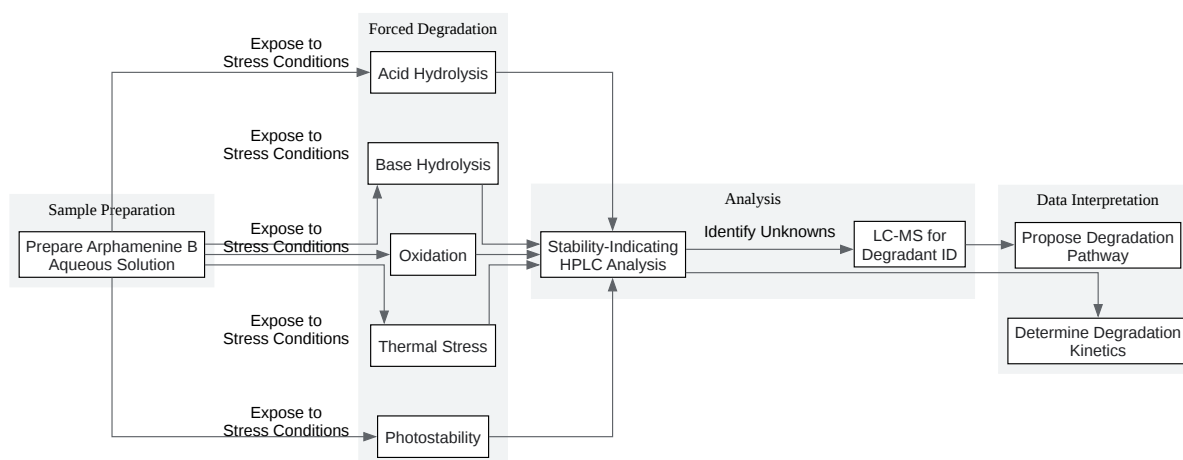 Forced Degradation
Expose to
Stress Conditions
Acid Hydrolysis
Expose to
Stress Conditions
Base Hydrolysis
Sample Preparation
Prepare Arphamenine B
Aqueous Solution
Expose to
Stress Conditions
Oxidation
Expose to
Stress Conditions
Thermal Stress
Expose to
Stress Conditions
Photostability
Analysis
Stability-Indicating
HPLC Analysis
Identify Unknowns
LC-MS for
Degradant ID
Data Interpretation
Propose Degradation
Pathway
Determine Degradation
Kinetics